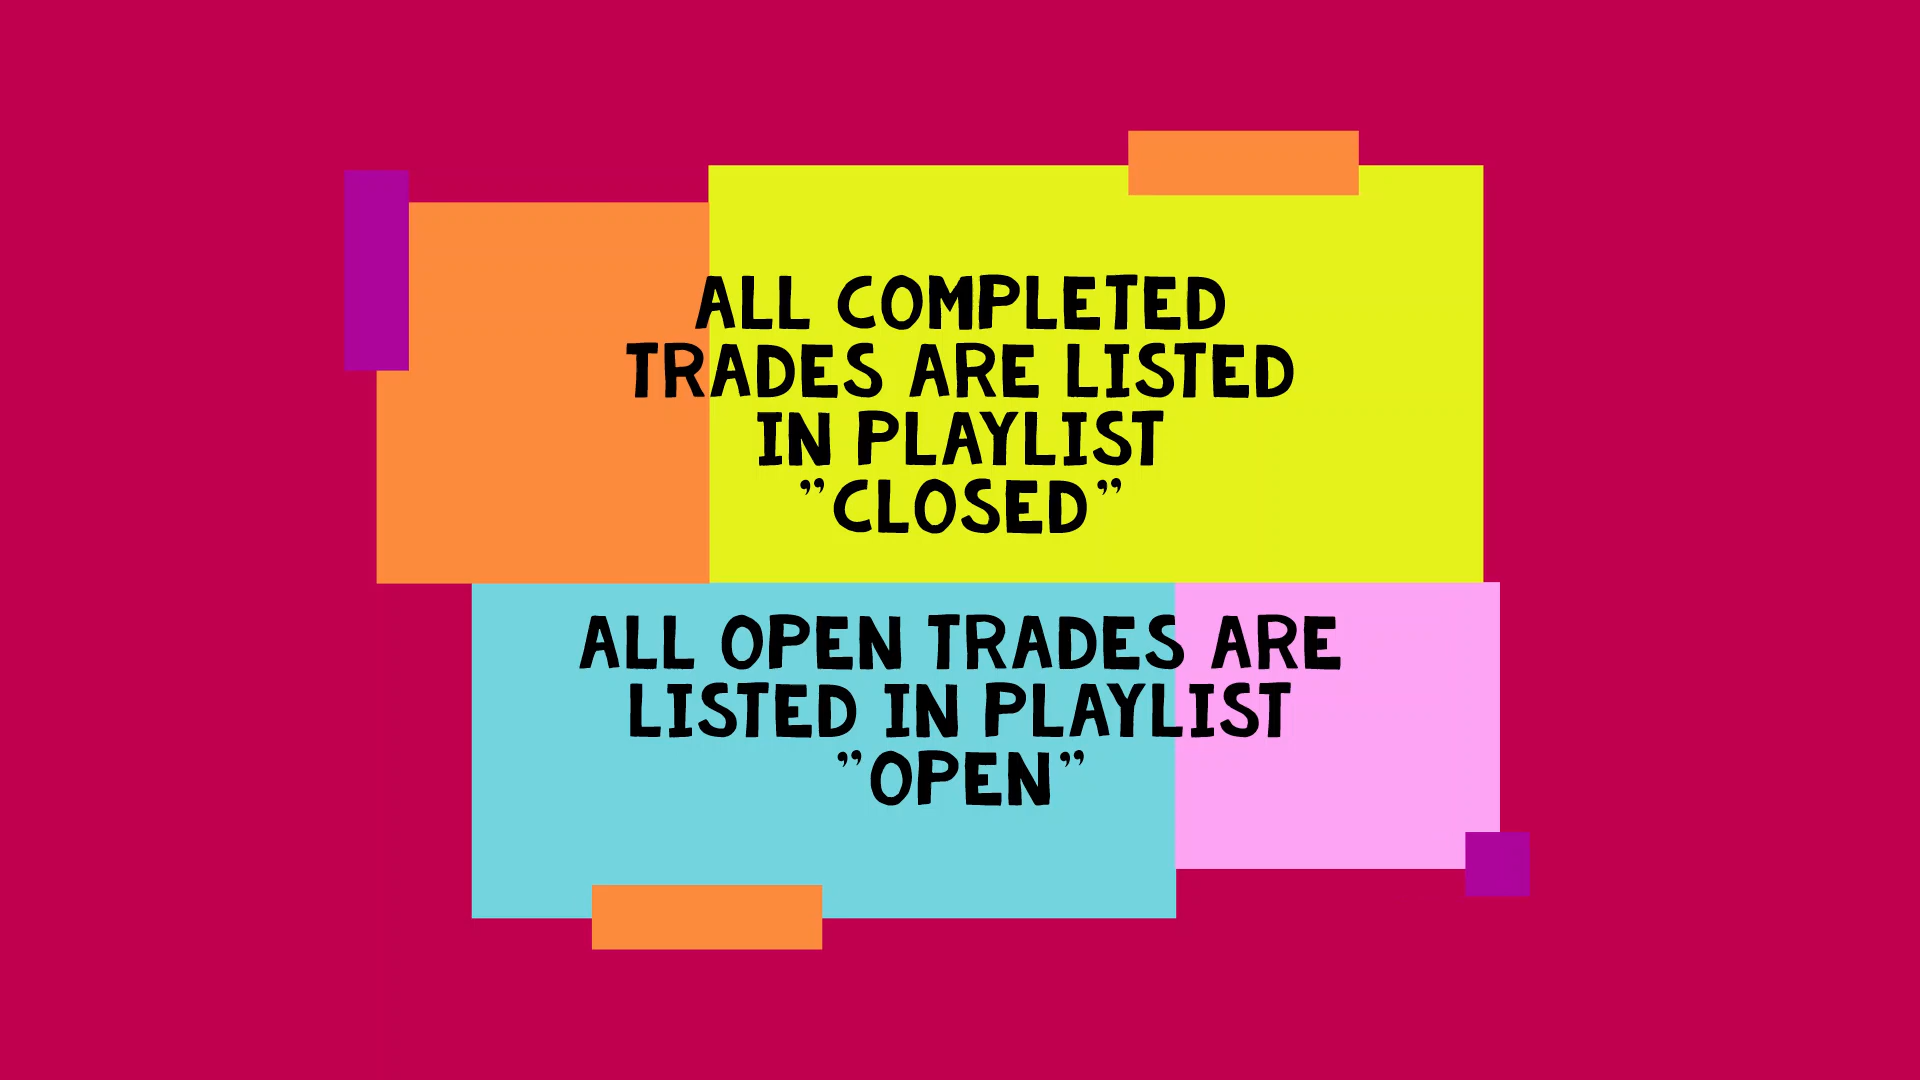 ALL COMPLETED
TRADES ARE LISTED
IN PLAYLIST
”CLOSED”
ALL OPEN TRADES ARE
LISTED IN PLAYLIST
”OPEN”